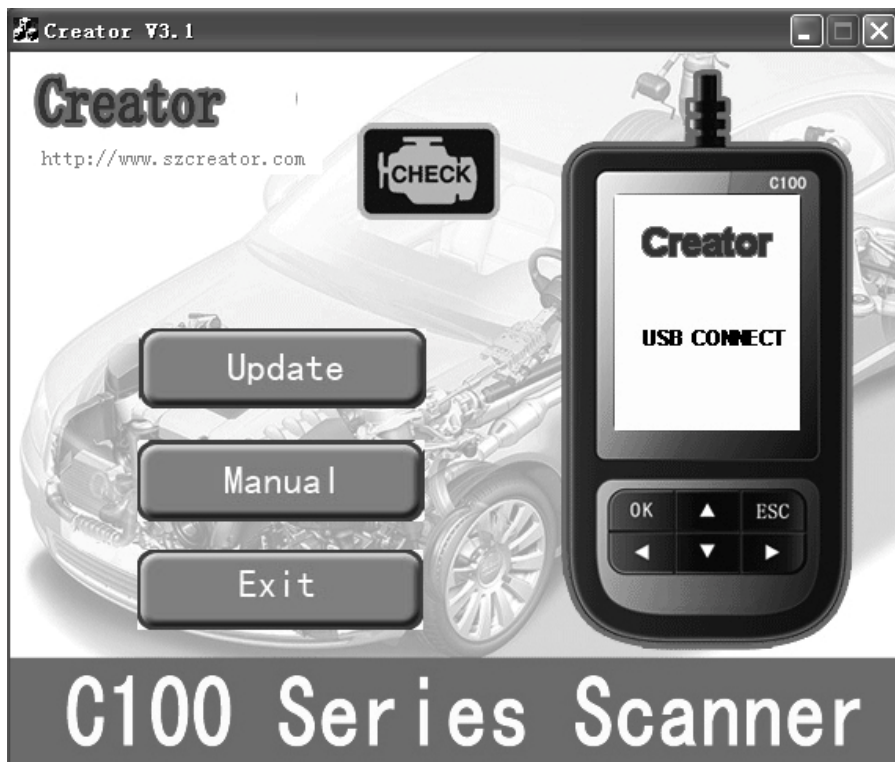 Creator V3.1
Creator
http://www.szcreator.com
CHECK
C100
Creator
USB CONNECT
Update
Manual
Exit
OK
ESC
C100 Series Scanner